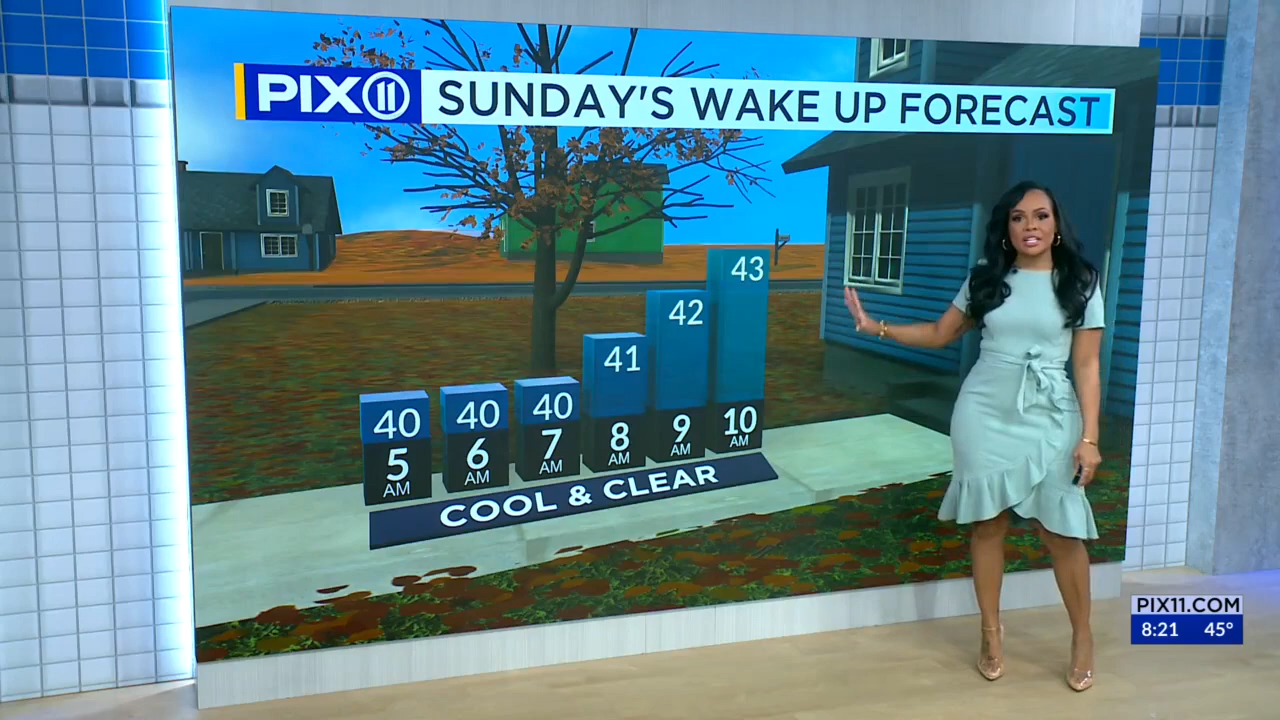 PIX11 SUNDAY'S WAKE UP FORECAST
40 40 40 41 42 43
5 AM 6 AM 7 AM 8 AM 9 AM 10 AM
COOL & CLEAR
PIX11.COM
8:21 45°